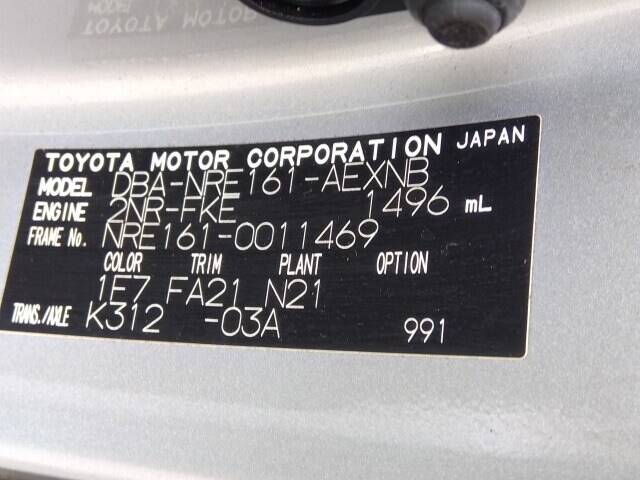 TOYOTA MOTOR CORPORATION JAPAN
MODEL DBA-NRE161-AEXNB
ENGINE 2NR-FKE 1496 mL
FRAME No. NRE161-0011469
COLOR TRIM PLANT OPTION
1E7 FA21 N21
TRANS./AXLE K312 -03A 991